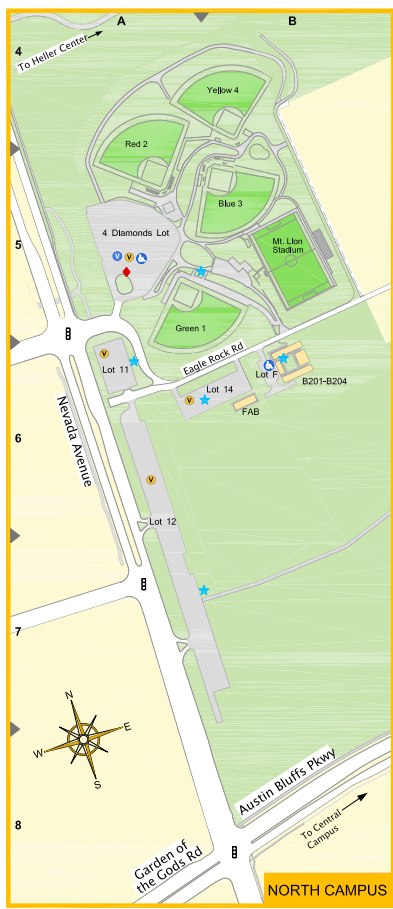 A
B
4
To Heller Center
Yellow 4
Red 2
Blue 3
5
4 Diamonds Lot
Mt. Lion
Stadium
V
V
Green 1
V
Lot 11
Eagle Rock Rd
Lot F
B201-B204
Lot 14
V
FAB
Nevada Avenue
6
V
Lot 12
7
N
E
W
S
Austin Bluffs Pkwy
8
To Central
Campus
Garden of
the Gods Rd
NORTH CAMPUS